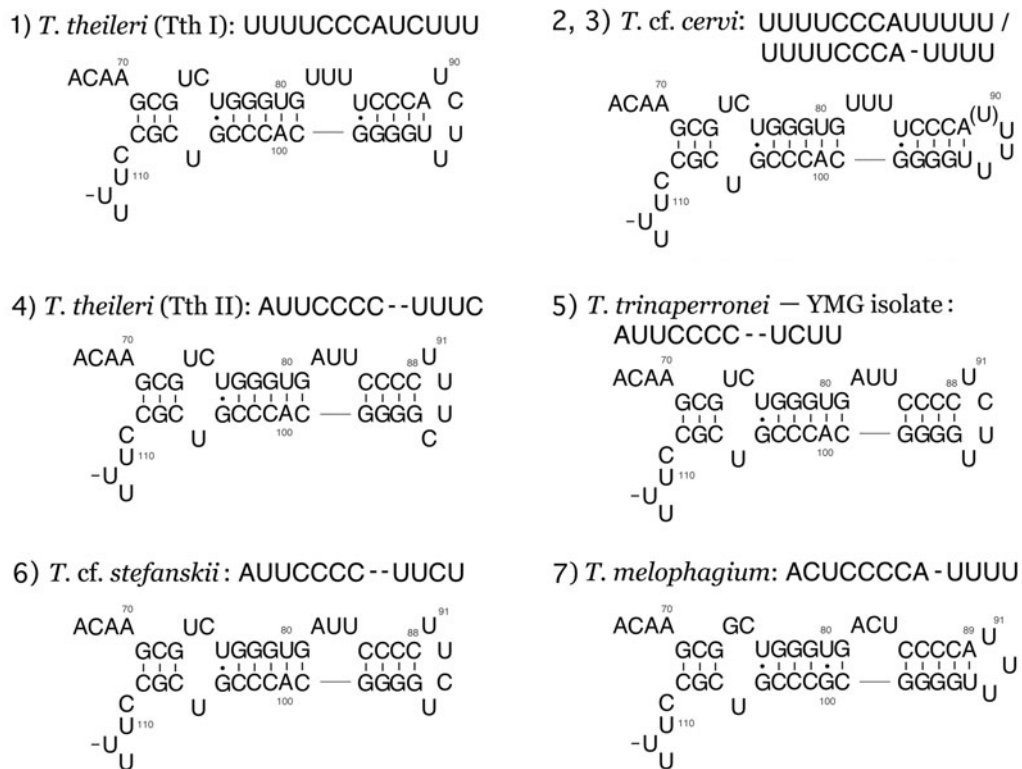 1) T. theileri (Tth I): UUUUCCCAUCUUU
70 80 90
ACAA UC UUU U
GCG UGGGUG UCCCA C
CGC GCCCAC GGGGU U
C U 100 U
U 110
-U
U
2, 3) T. cf. cervi: UUUUCCCAUUUUU /
UUUUCCCA-UUUU
70 80 90
ACAA UC UUU (U)
GCG UGGGUG UCCCA U
CGC GCCCAC GGGGU U
C U 100 U
U 110
-U
U
4) T. theileri (Tth II): AUUCCCC--UUUC
70 80 88 91
ACAA UC AUU U
GCG UGGGUG CCCC U
CGC GCCCAC GGGG U
C U 100 C
U 110
-U
U
5) T. trinaperronei — YMG isolate:
AUUCCCC--UCUU
70 80 88 91
ACAA UC AUU U
GCG UGGGUG CCCC C
CGC GCCCAC GGGG U
C U 100 U
U 110
-U
U
6) T. cf. stefanskii: AUUCCCC--UUCU
70 80 88 91
ACAA UC AUU U
GCG UGGGUG CCCC U
CGC GCCCAC GGGG C
C U 100 U
U 110
-U
U
7) T. melophagium: ACUCCCCA-UUUU
70 80 89 91
ACAA GC ACU U
GCG UGGGUG CCCCA U
CGC GCCCGC GGGGU U
C U 100
U 110
-U
U